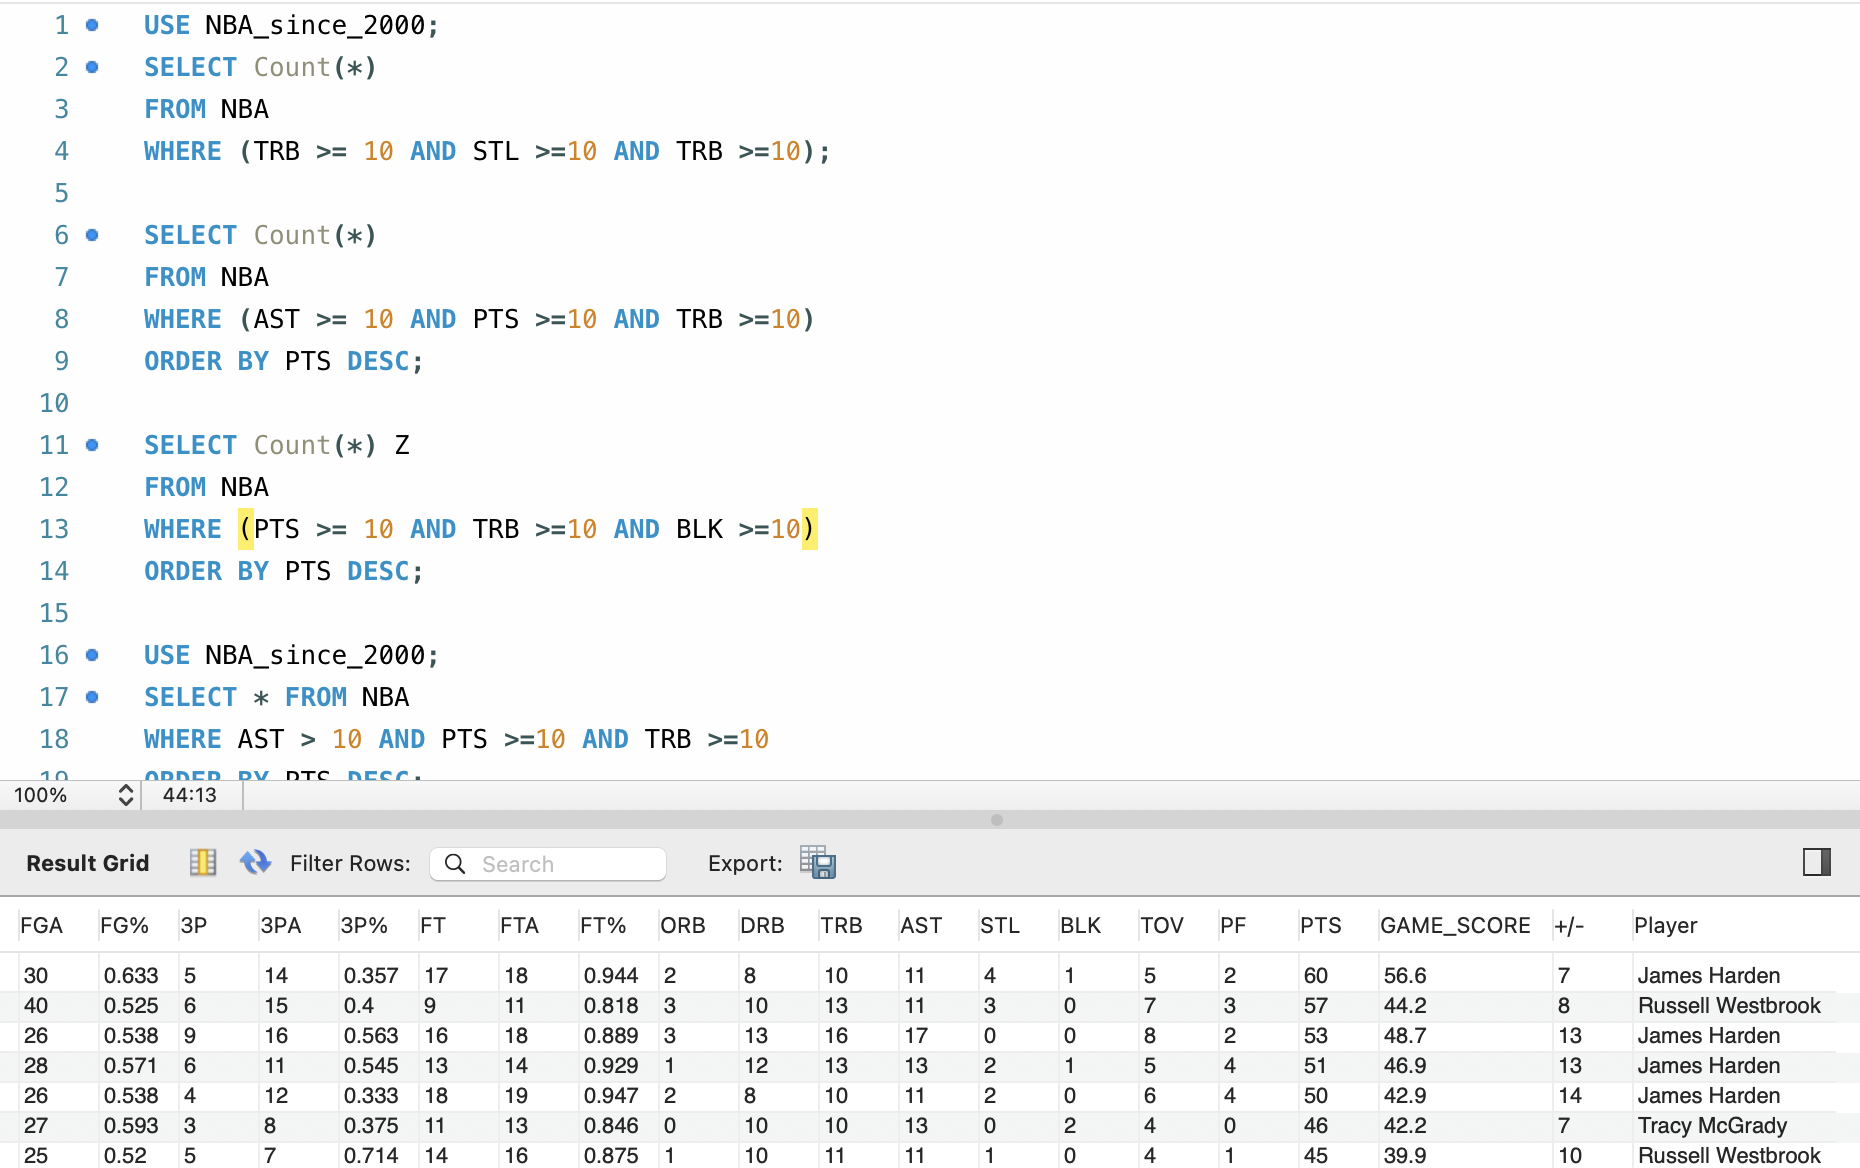 1 USE NBA_since_2000;
2 SELECT Count(*)
3 FROM NBA
4 WHERE (TRB >= 10 AND STL >=10 AND TRB >=10);
5
6 SELECT Count(*)
7 FROM NBA
8 WHERE (AST >= 10 AND PTS >=10 AND TRB >=10)
9 ORDER BY PTS DESC;
10
11 SELECT Count(*) Z
12 FROM NBA
13 WHERE (PTS >= 10 AND TRB >=10 AND BLK >=10)
14 ORDER BY PTS DESC;
15
16 USE NBA_since_2000;
17 SELECT * FROM NBA
18 WHERE AST > 10 AND PTS >=10 AND TRB >=10
19 ORDER BY PTS DESC;
100% 44:13
Result Grid Filter Rows: Search Export:
FGA FG% 3P 3PA 3P% FT FTA FT% ORB DRB TRB AST STL BLK TOV PF PTS GAME_SCORE +/- Player
30 0.633 5 14 0.357 17 18 0.944 2 8 10 11 4 1 5 2 60 56.6 7 James Harden
40 0.525 6 15 0.4 9 11 0.818 3 10 13 11 3 0 7 3 57 44.2 8 Russell Westbrook
26 0.538 9 16 0.563 16 18 0.889 3 13 16 17 0 0 8 2 53 48.7 13 James Harden
28 0.571 6 11 0.545 13 14 0.929 1 12 13 13 2 1 5 4 51 46.9 13 James Harden
26 0.538 4 12 0.333 18 19 0.947 2 8 10 11 2 0 6 4 50 42.9 14 James Harden
27 0.593 3 8 0.375 11 13 0.846 0 10 10 13 0 2 4 0 46 42.2 7 Tracy McGrady
25 0.52 5 7 0.714 14 16 0.875 1 10 11 11 1 0 4 1 45 39.9 10 Russell Westbrook